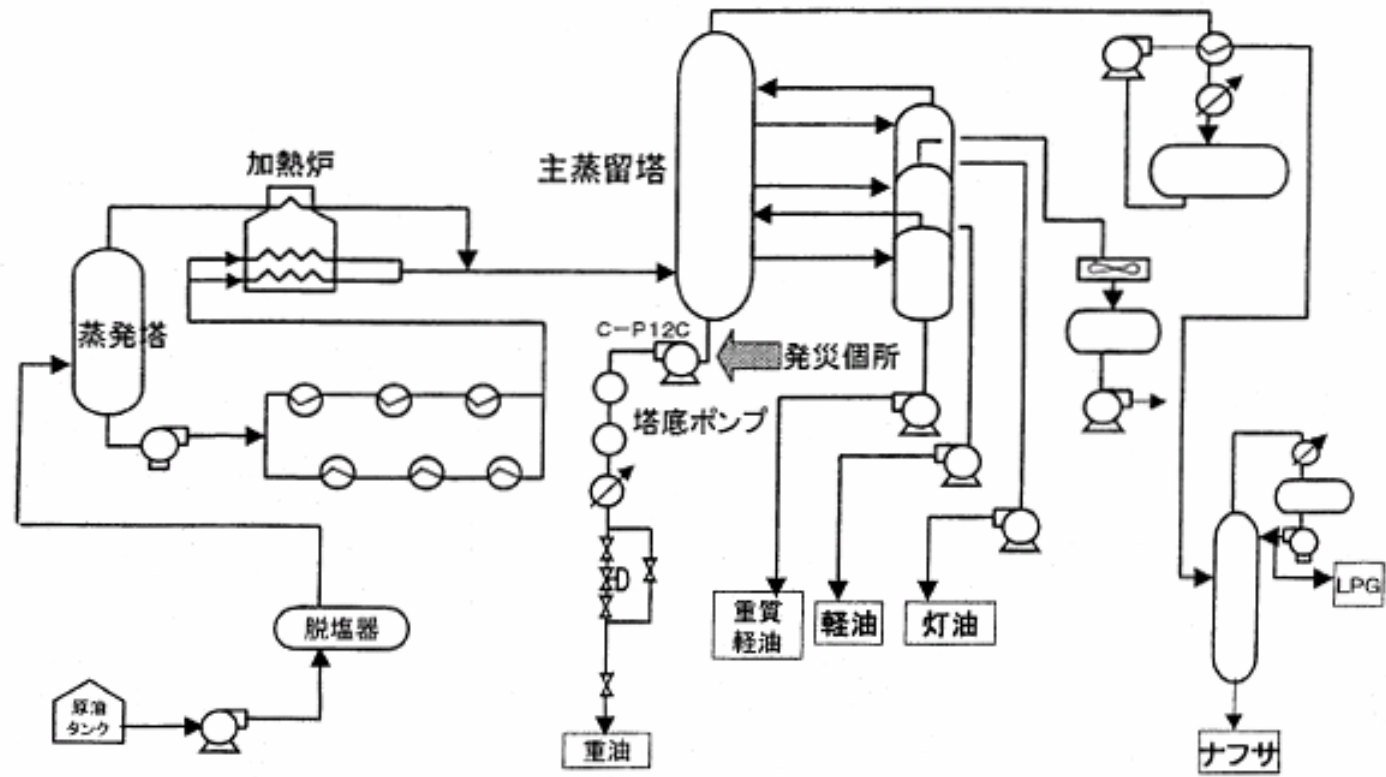 加熱炉
主蒸留塔
蒸発塔
C-P12C
発災個所
塔底ポンプ
脱塩器
原油
タンク
重油
重質
軽油
軽油
灯油
LPG
ナフサ